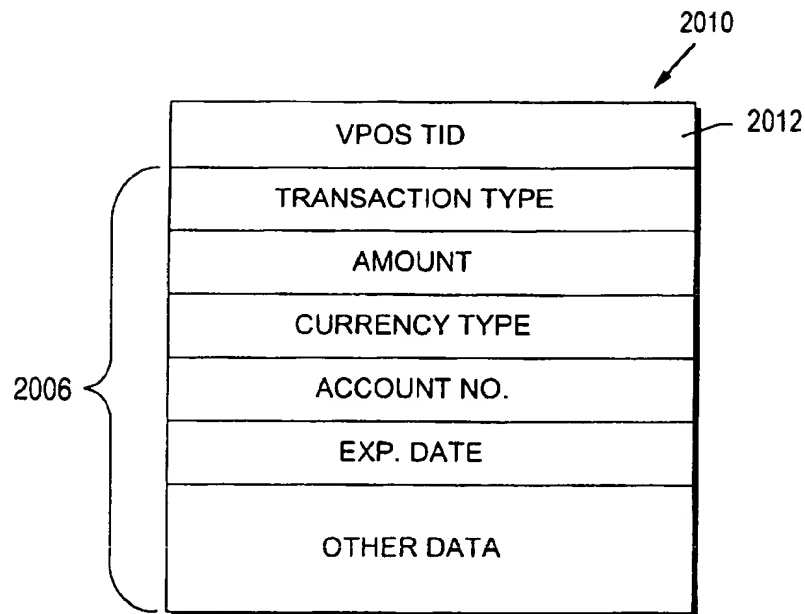 2010
VPOS TID
2012
TRANSACTION TYPE
AMOUNT
CURRENCY TYPE
2006
ACCOUNT NO.
EXP. DATE
OTHER DATA